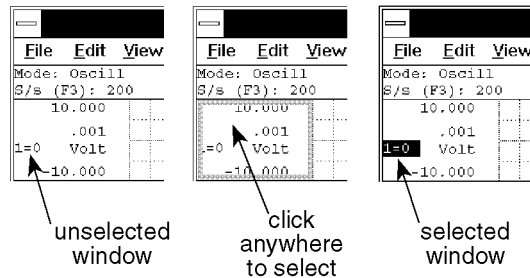 File Edit View
Mode: Oscill
S/s (F3): 200
10.000
.001
1=0 Volt
-10.000
unselected
window
File Edit View
Mode: Oscill
S/s (F3): 200
10.000
.001
.=0 Volt
-10.000
click
anywhere
to select
File Edit View
Mode: Oscill
S/s (F3): 200
10.000
.001
1=0 Volt
-10.000
selected
window